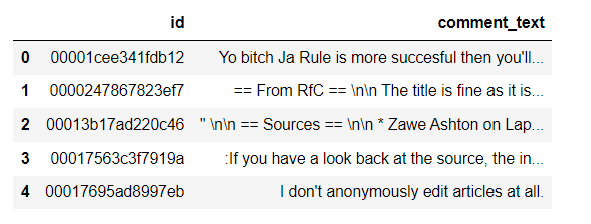 id comment_text
0 00001cee341fdb12 Yo bitch Ja Rule is more succesful then you'll...
1 0000247867823ef7 == From RfC == \n\n The title is fine as it is...
2 00013b17ad220c46 " \n\n == Sources == \n\n * Zawe Ashton on Lap...
3 00017563c3f7919a :If you have a look back at the source, the in...
4 00017695ad8997eb I don't anonymously edit articles at all.